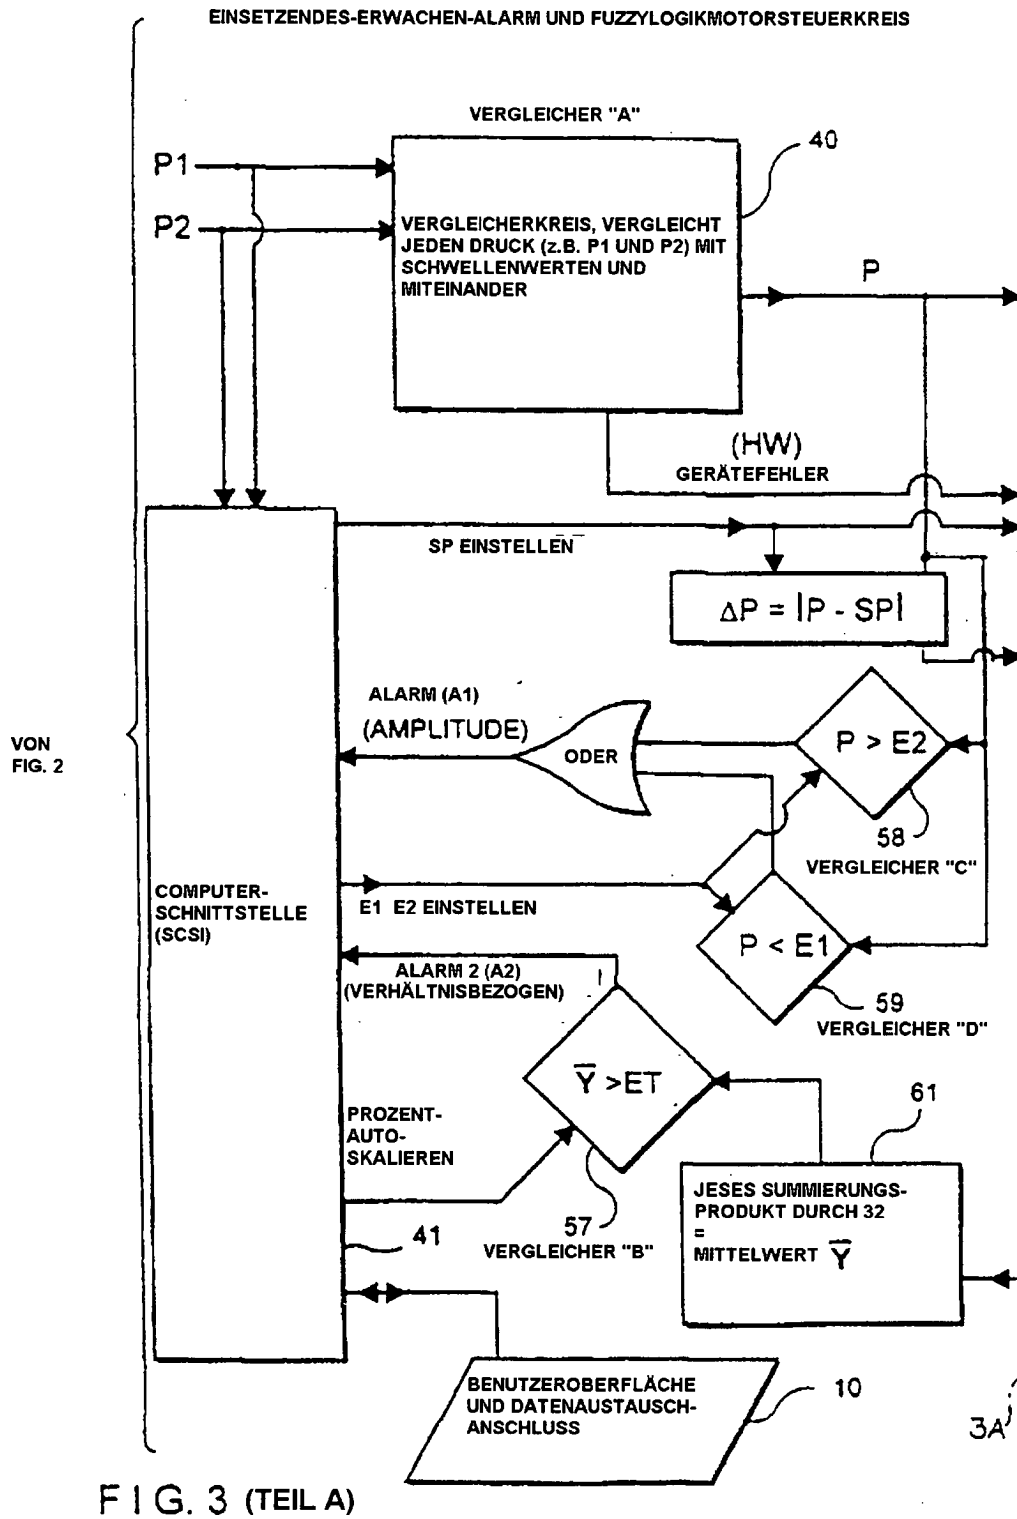 EINSETZENDES-ERWACHEN-ALARM UND FUZZYLOGIKMOTORSTEUERKREIS
VERGLEICHER "A"
40
P1
P2
VERGLEICHERKREIS, VERGLEICHT
JEDEN DRUCK (z.B. P1 UND P2) MIT
SCHWELLENWERTEN UND
MITEINANDER
P
(HW)
GERÄTEFEHLER
SP EINSTELLEN
ΔP = |P - SP|
ALARM (A1)
(AMPLITUDE)
ODER
P > E2
58
VERGLEICHER "C"
VON
FIG. 2
COMPUTER-
SCHNITTSTELLE
(SCSI)
E1 E2 EINSTELLEN
P < E1
59
VERGLEICHER "D"
ALARM 2 (A2)
(VERHÄLTNISBEZOGEN)
Y̅ >ET
PROZENT-
AUTO-
SKALIEREN
57
VERGLEICHER "B"
61
JESES SUMMIERUNGS-
PRODUKT DURCH 32
=
MITTELWERT Y̅
41
BENUTZEROBERFLÄCHE
UND DATENAUSTAUSCH-
ANSCHLUSS
10
3A
FIG. 3 (TEIL A)